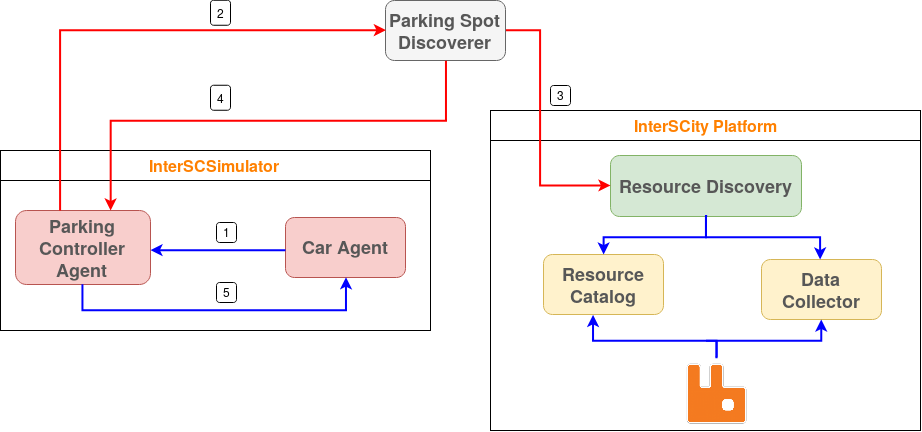 2
Parking Spot
Discoverer
4
3
InterSCity Platform
InterSCSimulator
Resource Discovery
Parking
Controller
Agent
1
Car Agent
5
Resource
Catalog
Data
Collector